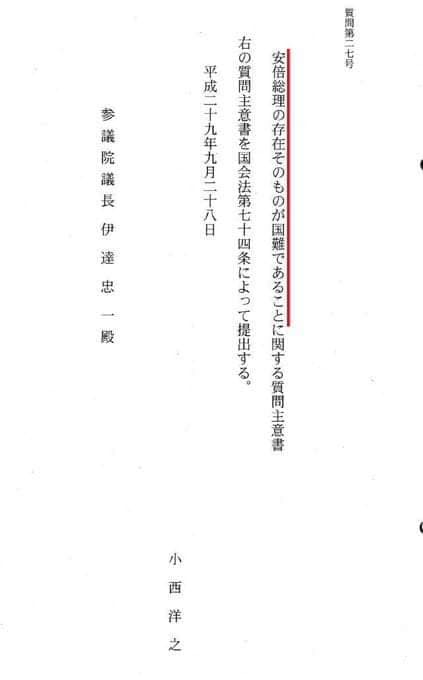 質問第二七号
安倍総理の存在そのものが国難であることに関する質問主意書
右の質問主意書を国会法第七十四条によって提出する。
平成二十九年九月二十八日
小西洋之
参議院議長伊達忠一殿